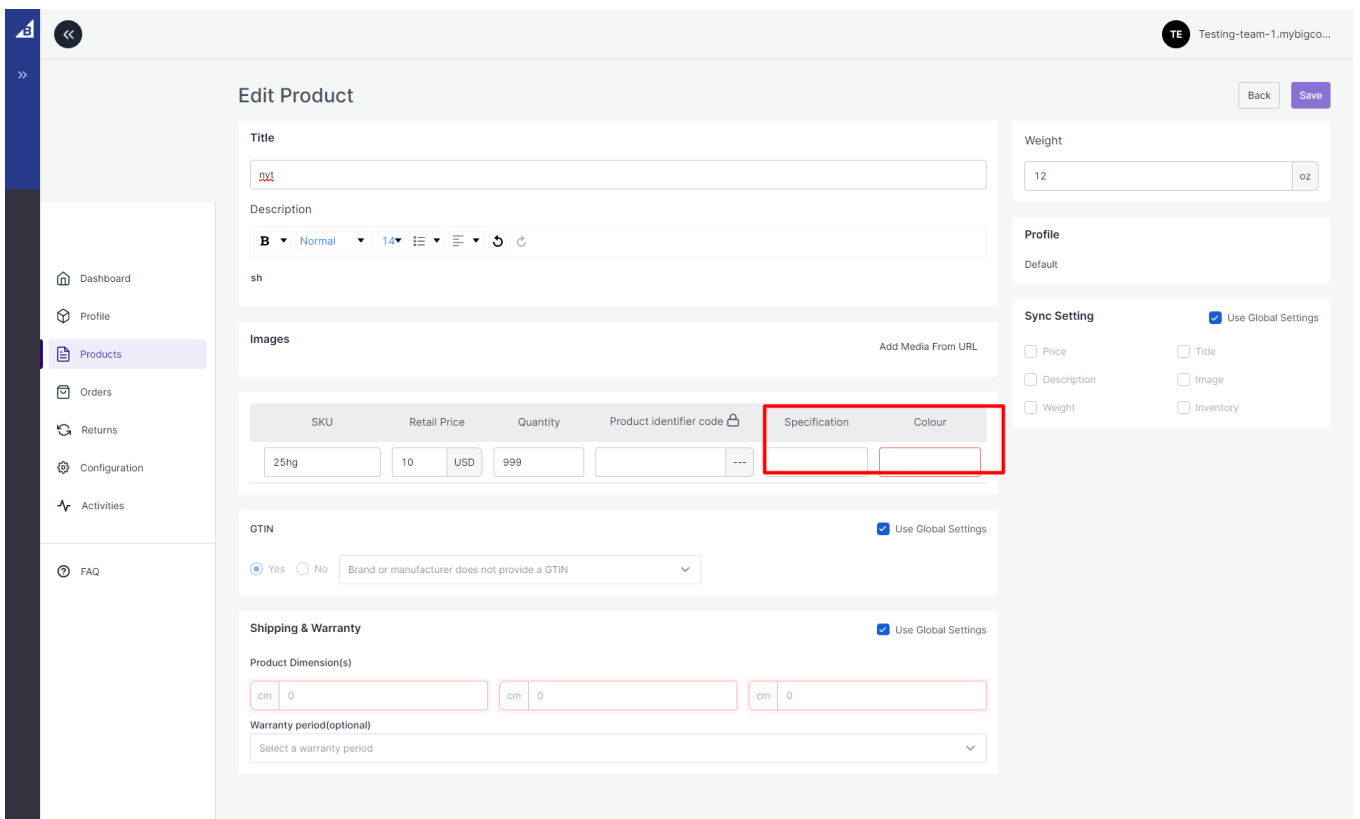 B
TE Testing-team-1.mybigco...
Edit Product
Back Save
Title
nyt
Description
B Normal 14
sh
Images
Add Media From URL
SKU Retail Price Quantity Product identifier code Specification Colour
25hg 10 USD 999 ---
GTIN Use Global Settings
Yes No Brand or manufacturer does not provide a GTIN
Shipping & Warranty Use Global Settings
Product Dimension(s)
cm 0 cm 0 cm 0
Warranty period(optional)
Select a warranty period
Weight
12 oz
Profile
Default
Sync Setting Use Global Settings
Price Title
Description Image
Weight Inventory
Dashboard
Profile
Products
Orders
Returns
Configuration
Activities
FAQ